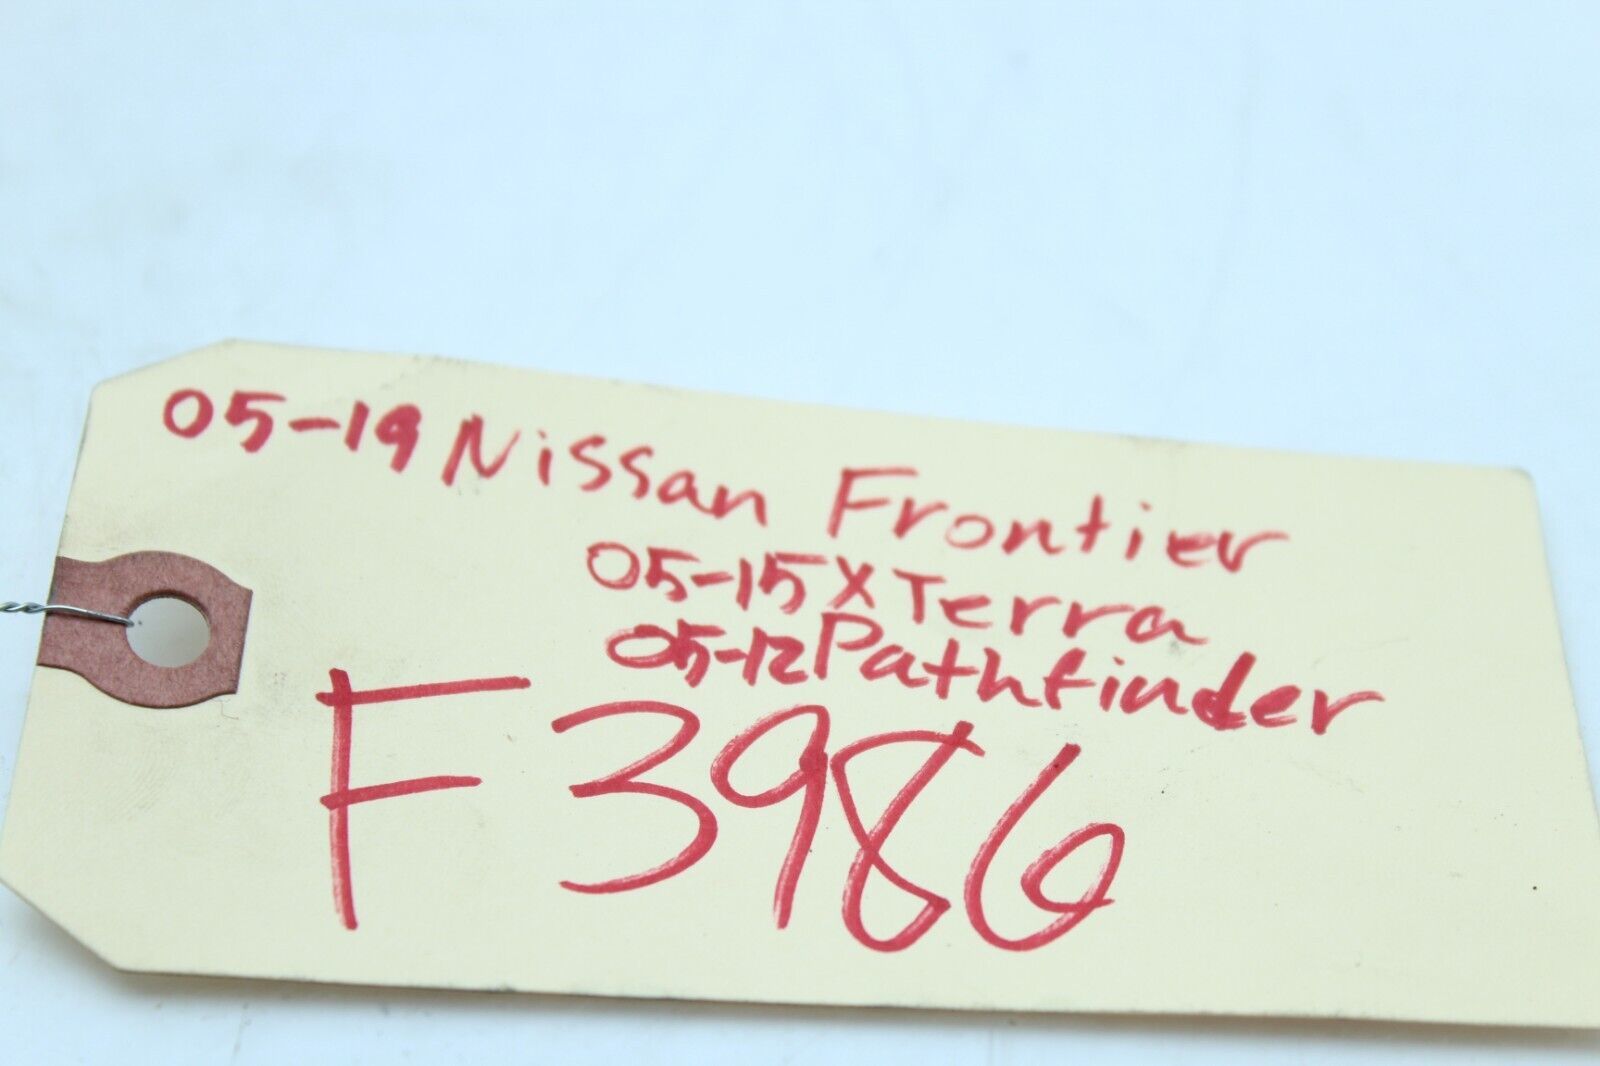 05-19 Nissan Frontier
05-15 XTerra
05-12 Pathfinder
F3986